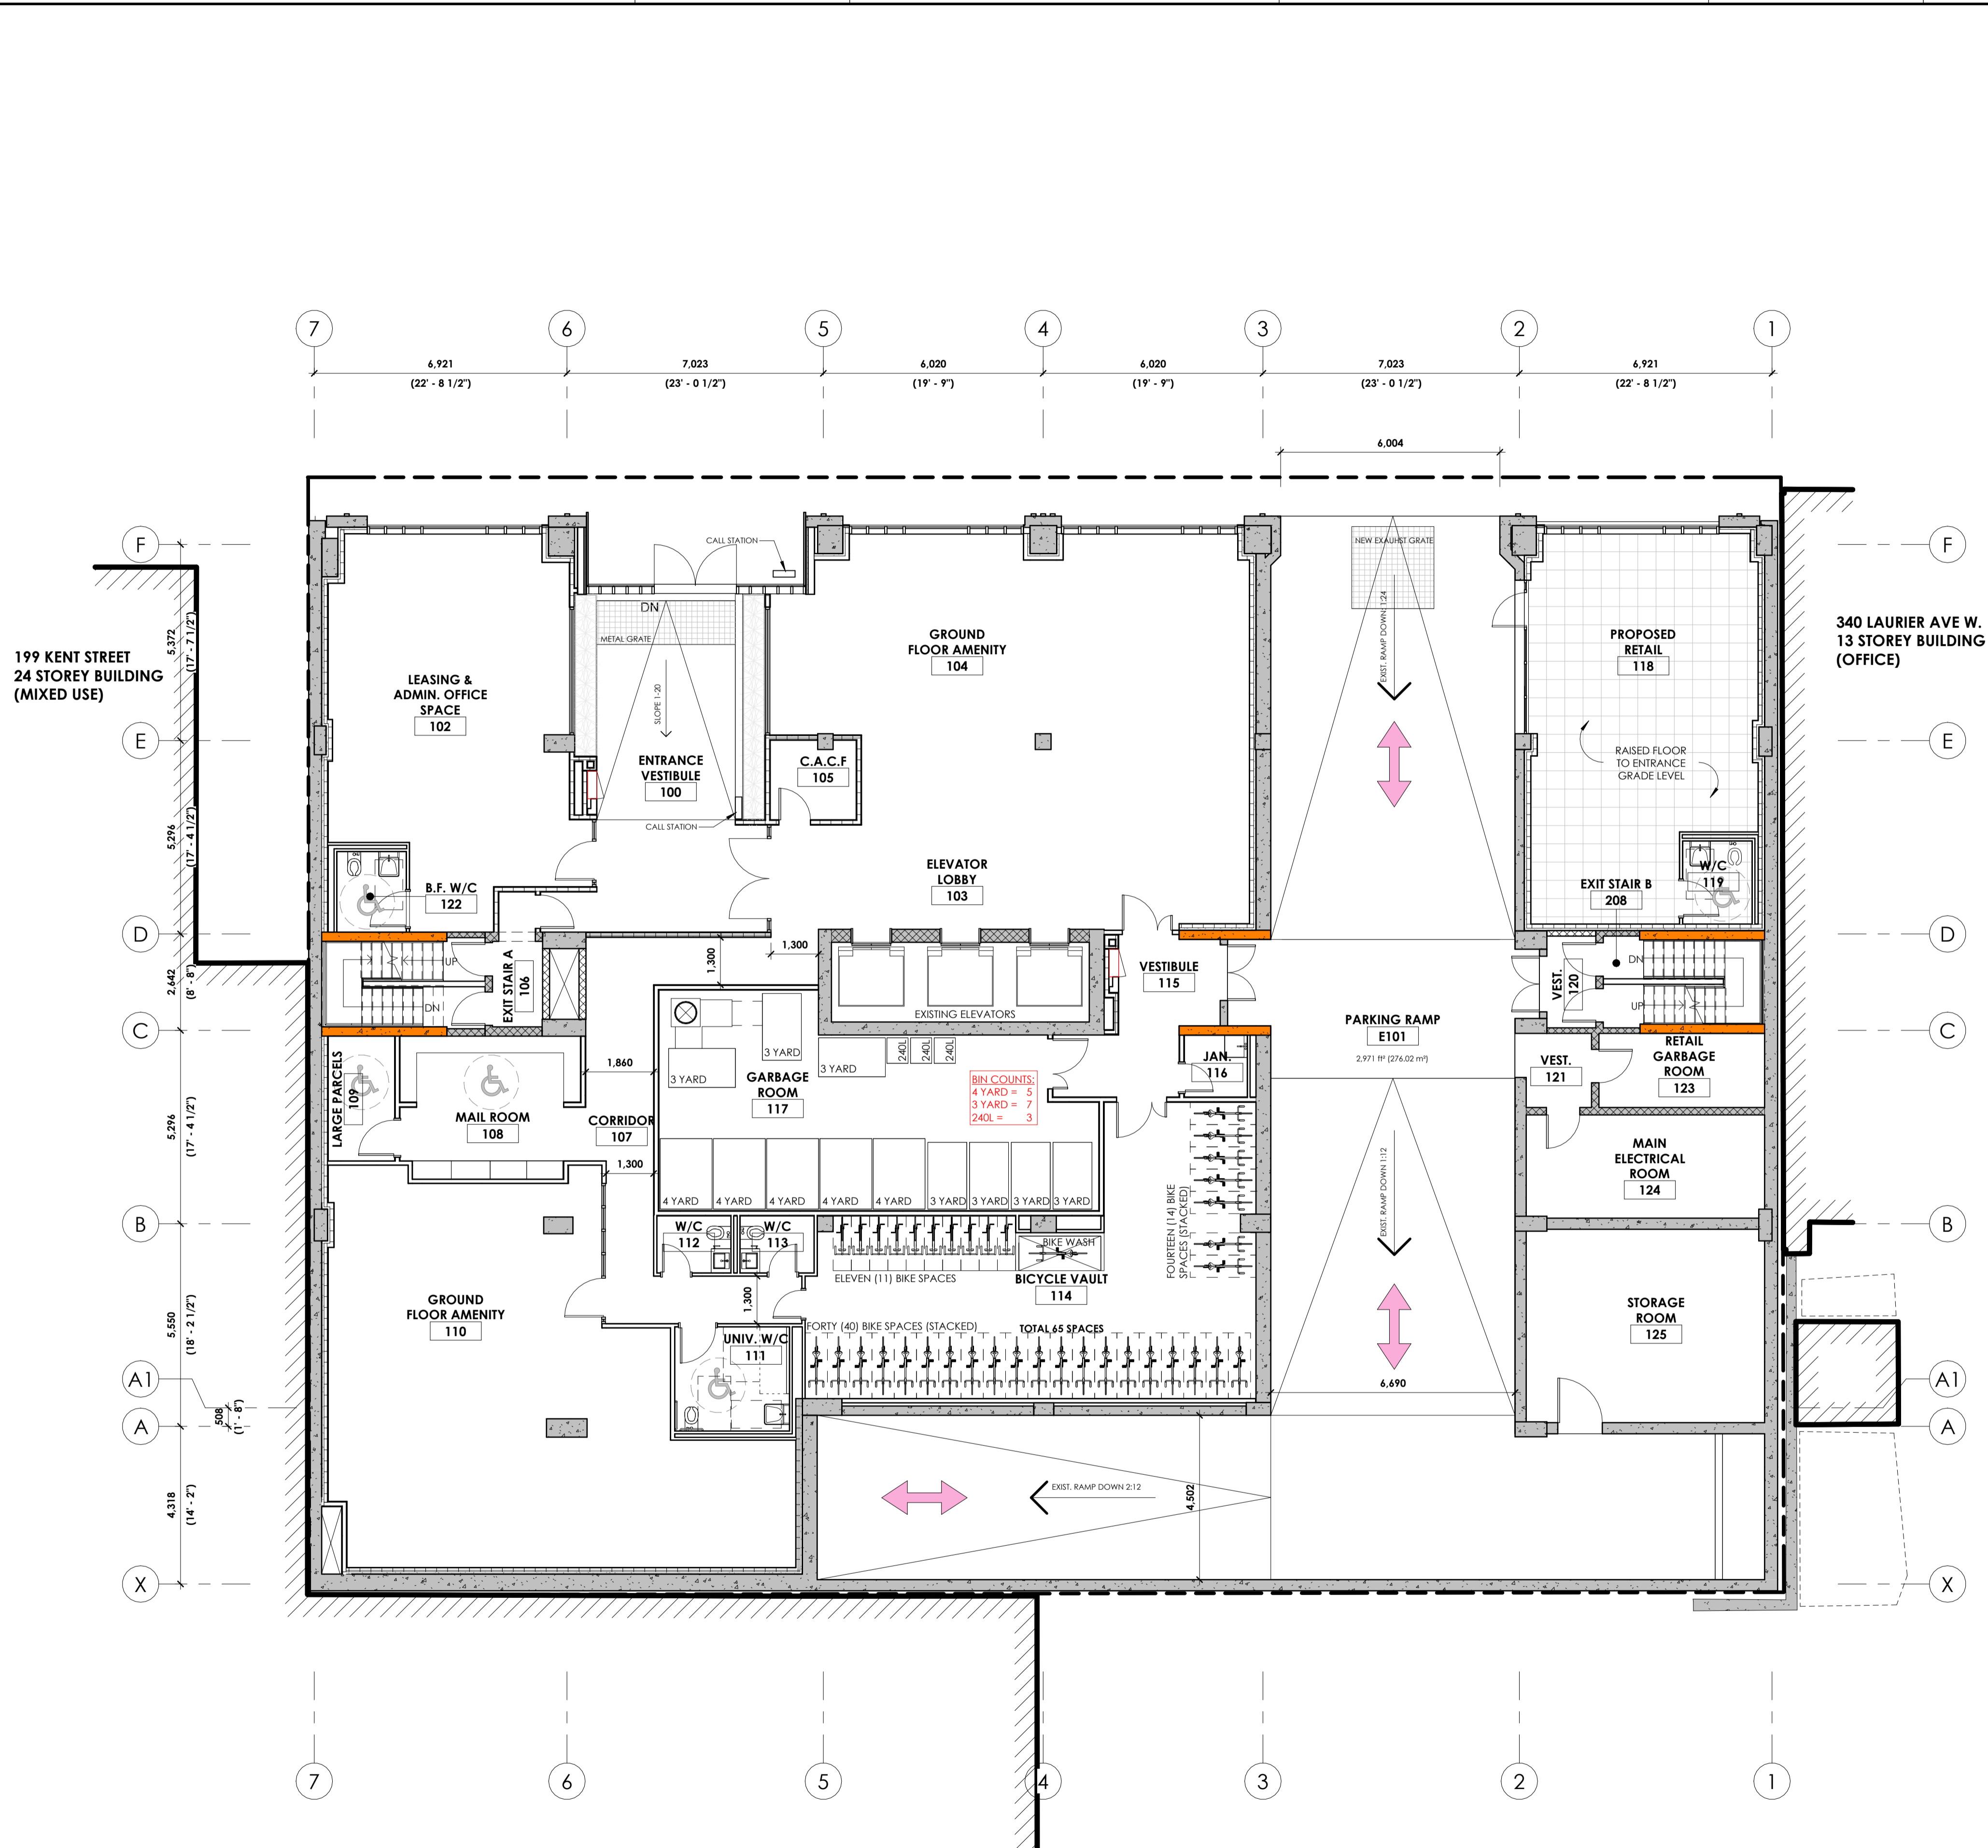 7
6
5
4
3
2
1
6,921
(22' - 8 1/2")
7,023
(23' - 0 1/2")
6,020
(19' - 9")
6,020
(19' - 9")
7,023
(23' - 0 1/2")
6,921
(22' - 8 1/2")
6,004
F
F
199 KENT STREET
24 STOREY BUILDING
(MIXED USE)
340 LAURIER AVE W.
13 STOREY BUILDING
(OFFICE)
5,372
(17' - 7 1/2")
CALL STATION
NEW EXAUHST GRATE
DN
METAL GRATE
SLOPE 1-20
EXIST. RAMP DOWN: 1:24
LEASING &
ADMIN. OFFICE
SPACE
102
GROUND
FLOOR AMENITY
104
PROPOSED
RETAIL
118
E
E
ENTRANCE
VESTIBULE
100
C.A.C.F
105
RAISED FLOOR
TO ENTRANCE
GRADE LEVEL
CALL STATION
5,296
(17' - 4 1/2")
B.F. W/C
122
ELEVATOR
LOBBY
103
EXIT STAIR B
208
W/C
119
D
D
2,642
(8' - 8")
UP
DN
EXIT STAIR A
106
1,300
1,300
EXISTING ELEVATORS
VESTIBULE
115
VEST.
120
DN
UP
C
C
PARKING RAMP
E101
2,971 ft² (276.02 m²)
LARGE PARCELS
109
MAIL ROOM
108
1,860
CORRIDOR
107
1,300
3 YARD
3 YARD
3 YARD
240L
240L
240L
GARBAGE
ROOM
117
BIN COUNTS:
4 YARD = 5
3 YARD = 7
240L = 3
JAN.
116
VEST.
121
RETAIL
GARBAGE
ROOM
123
5,296
(17' - 4 1/2")
4 YARD
4 YARD
4 YARD
4 YARD
4 YARD
3 YARD
3 YARD
3 YARD
3 YARD
MAIN
ELECTRICAL
ROOM
124
EXIST. RAMP DOWN 1:12
FOURTEEN (14) BIKE
SPACES (STACKED)
B
B
W/C
112
W/C
113
BIKE WASH
ELEVEN (11) BIKE SPACES
BICYCLE VAULT
114
1,300
GROUND
FLOOR AMENITY
110
STORAGE
ROOM
125
5,550
(18' - 2 1/2")
FORTY (40) BIKE SPACES (STACKED)
TOTAL 65 SPACES
UNIV. W/C
111
6,690
A1
A1
508
(1' - 8")
A
A
4,318
(14' - 2")
EXIST. RAMP DOWN 2:12
4,502
X
X
7
6
5
4
3
2
1